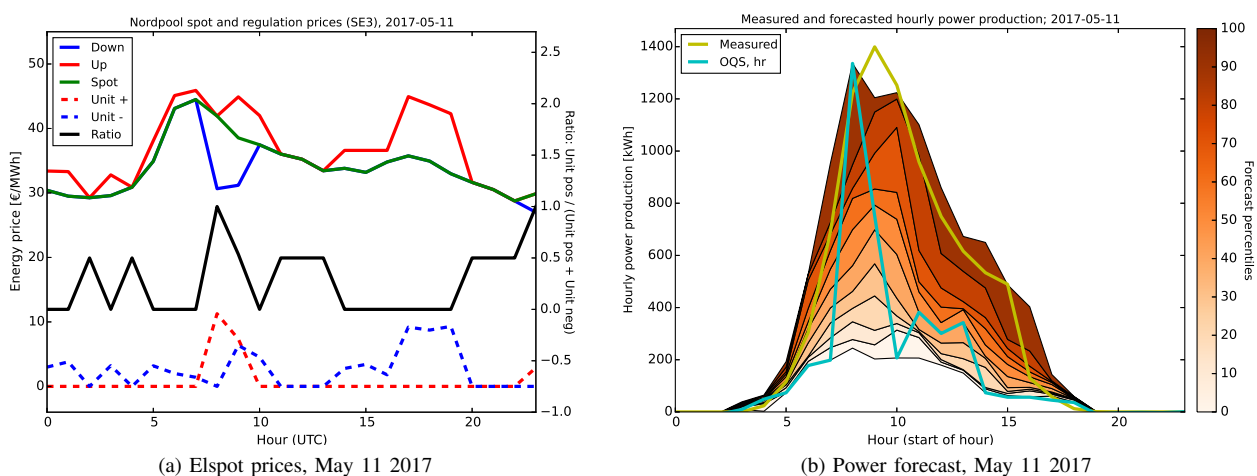 Nordpool spot and regulation prices (SE3), 2017-05-11
Down
Up
Spot
Unit +
Unit -
Ratio
Energy price [€/MWh]
50
40
30
20
10
0
0
5
10
15
20
Hour (UTC)
2.5
2.0
1.5
1.0
0.5
0.0
−0.5
−1.0
Ratio: Unit pos / (Unit pos + Unit neg)
(a) Elspot prices, May 11 2017
Measured and forecasted hourly power production; 2017-05-11
Measured
OQS, hr
Hourly power production [kWh]
1400
1200
1000
800
600
400
200
0
0
5
10
15
20
Hour (start of hour)
100
90
80
70
60
50
40
30
20
10
0
Forecast percentiles
(b) Power forecast, May 11 2017